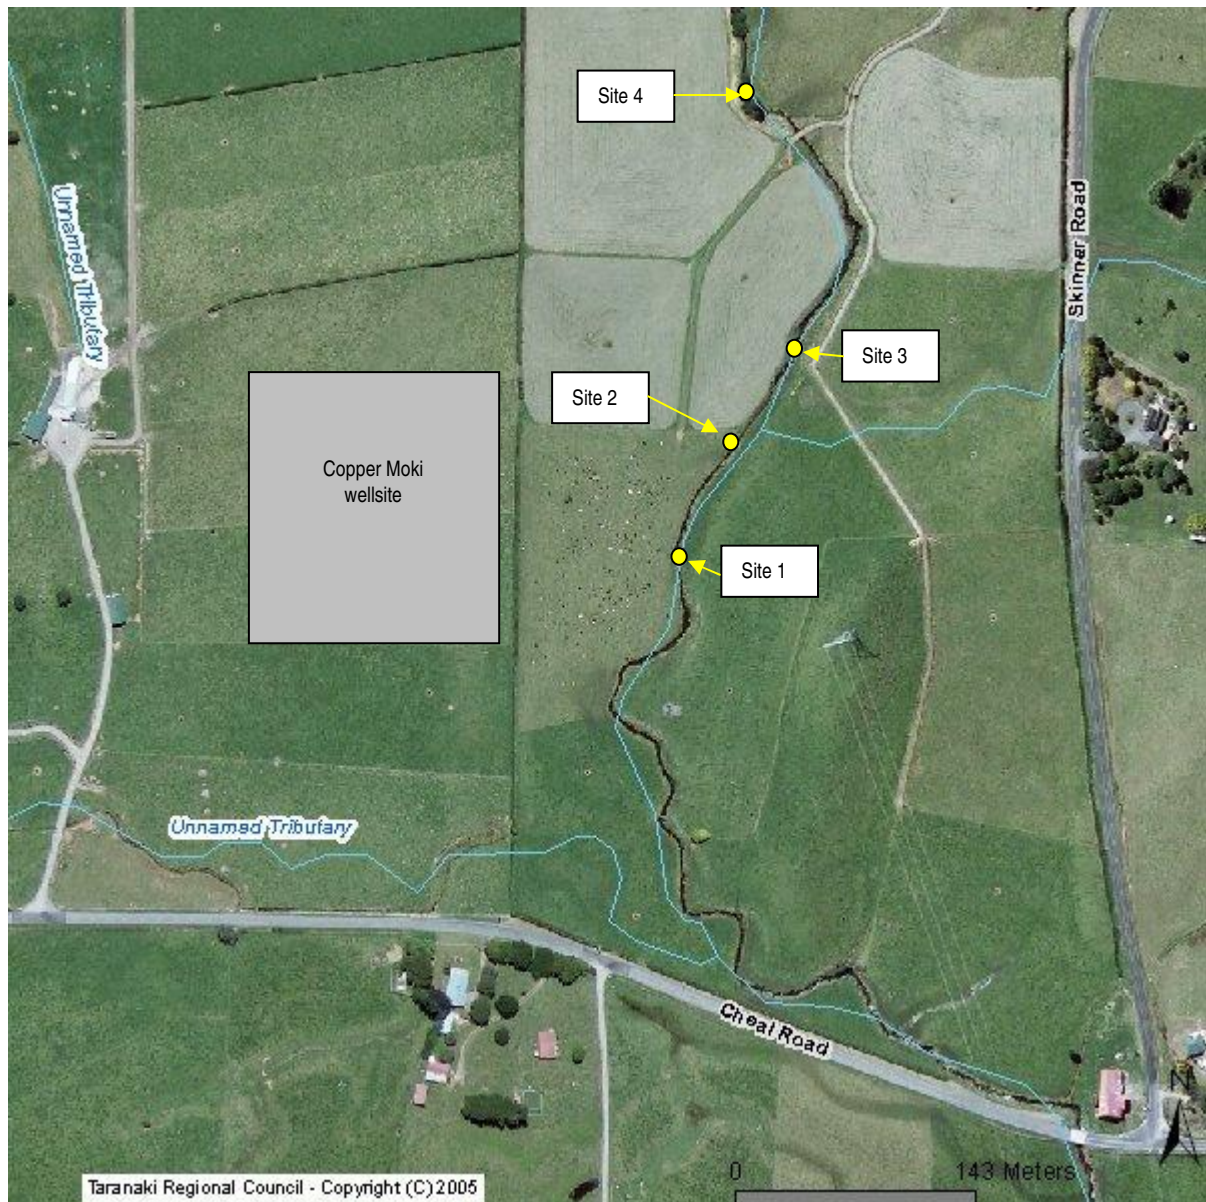 Site 4
Unnamed Tributary
Skinner Road
Site 3
Site 2
Copper Moki
wellsite
Site 1
Unnamed Tributary
Cheal Road
N
0 143 Meters
Taranaki Regional Council - Copyright (C) 2005